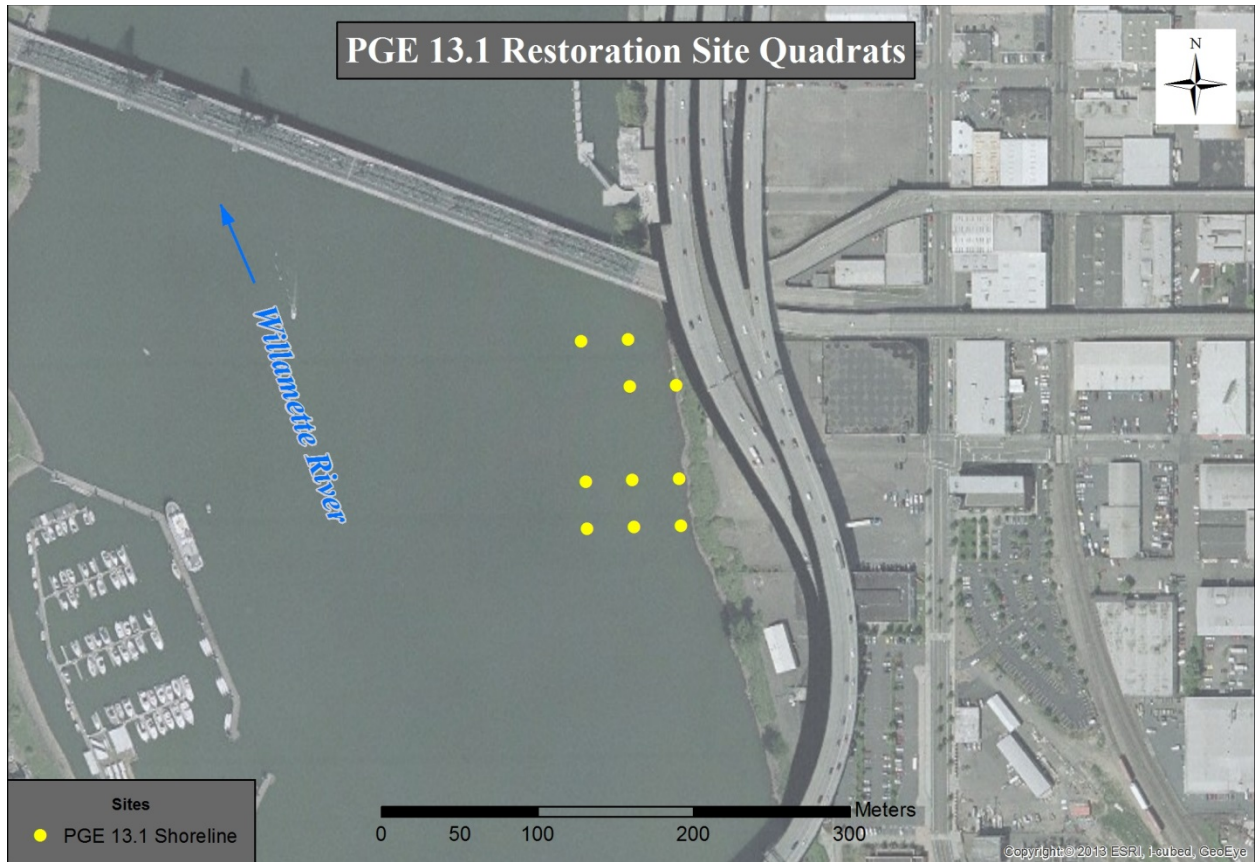 PGE 13.1 Restoration Site Quadrats
N
Willamette River
Sites
PGE 13.1 Shoreline
Meters
0 50 100 200 300
Copyright:© 2013 ESRI, i-cubed, GeoEye